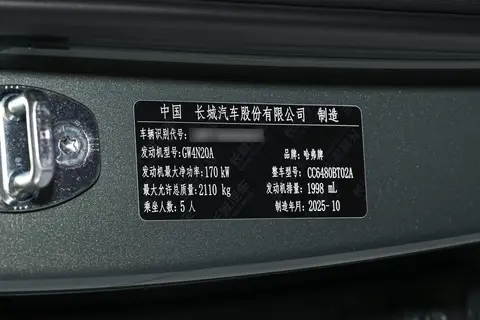 中国 长城汽车股份有限公司 制造
车辆识别代号:
发动机型号:GW4N20A 品牌:哈弗牌
发动机最大净功率:170 kW 整车型号:CC6480BT02A
最大允许总质量:2110 kg 发动机排量:1998 mL
乘坐人数:5 人 制造年月:2025-10